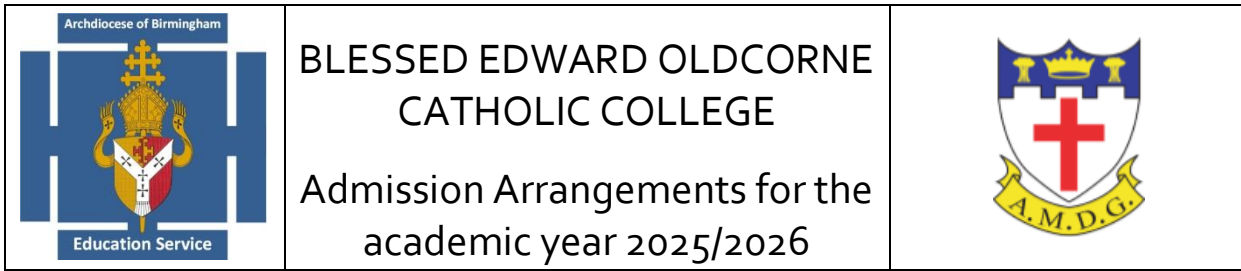 Archdiocese of Birmingham
Education Service
BLESSED EDWARD OLDCORNE
CATHOLIC COLLEGE
Admission Arrangements for the
academic year 2025/2026
A.M.D.G.